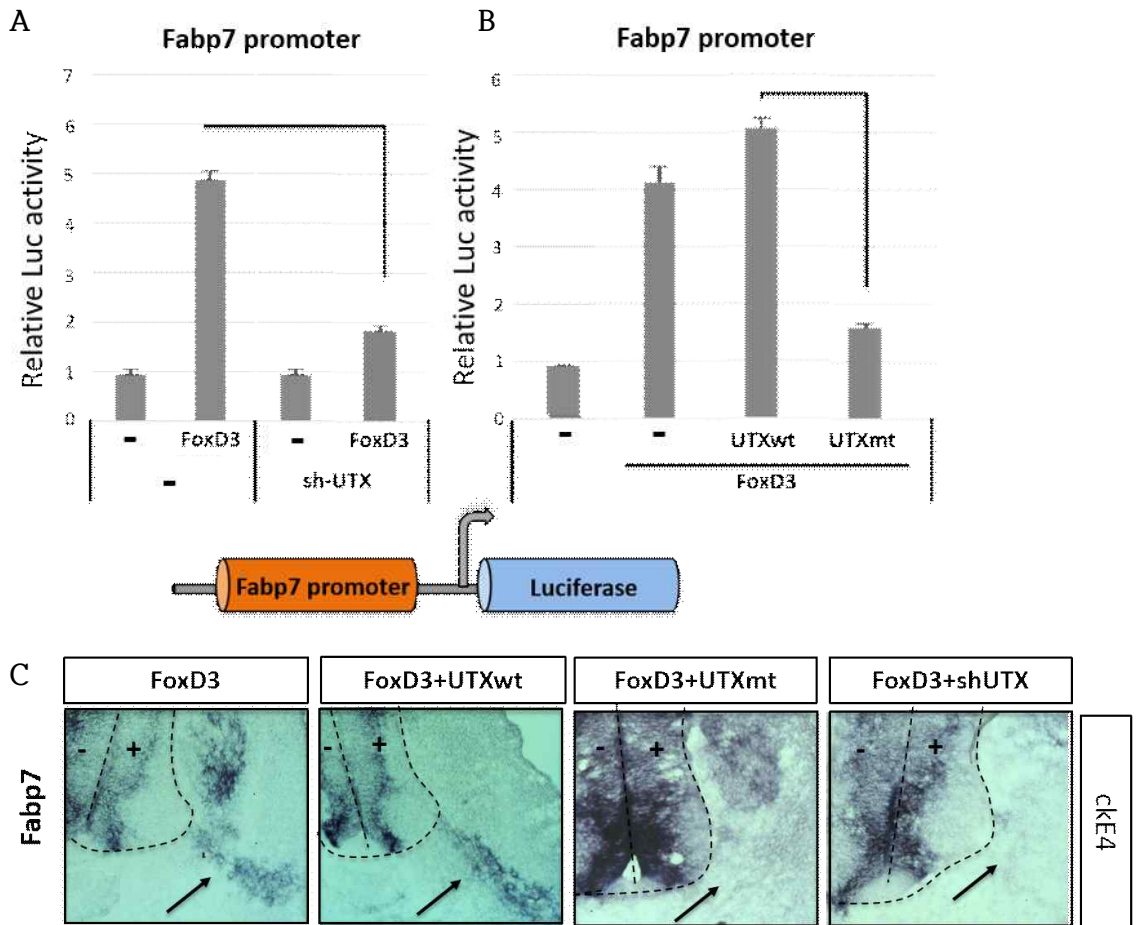 A
Fabp7 promoter
Relative Luc activity
7
6
5
4
3
2
1
0
- FoxD3 - FoxD3
- sh-UTX
B
Fabp7 promoter
Relative Luc activity
6
5
4
3
2
1
0
- - UTXwt UTXmt
FoxD3
Fabp7 promoter Luciferase
C
FoxD3 FoxD3+UTXwt FoxD3+UTXmt FoxD3+shUTX
Fabp7
- + - + - + - +
ckE4